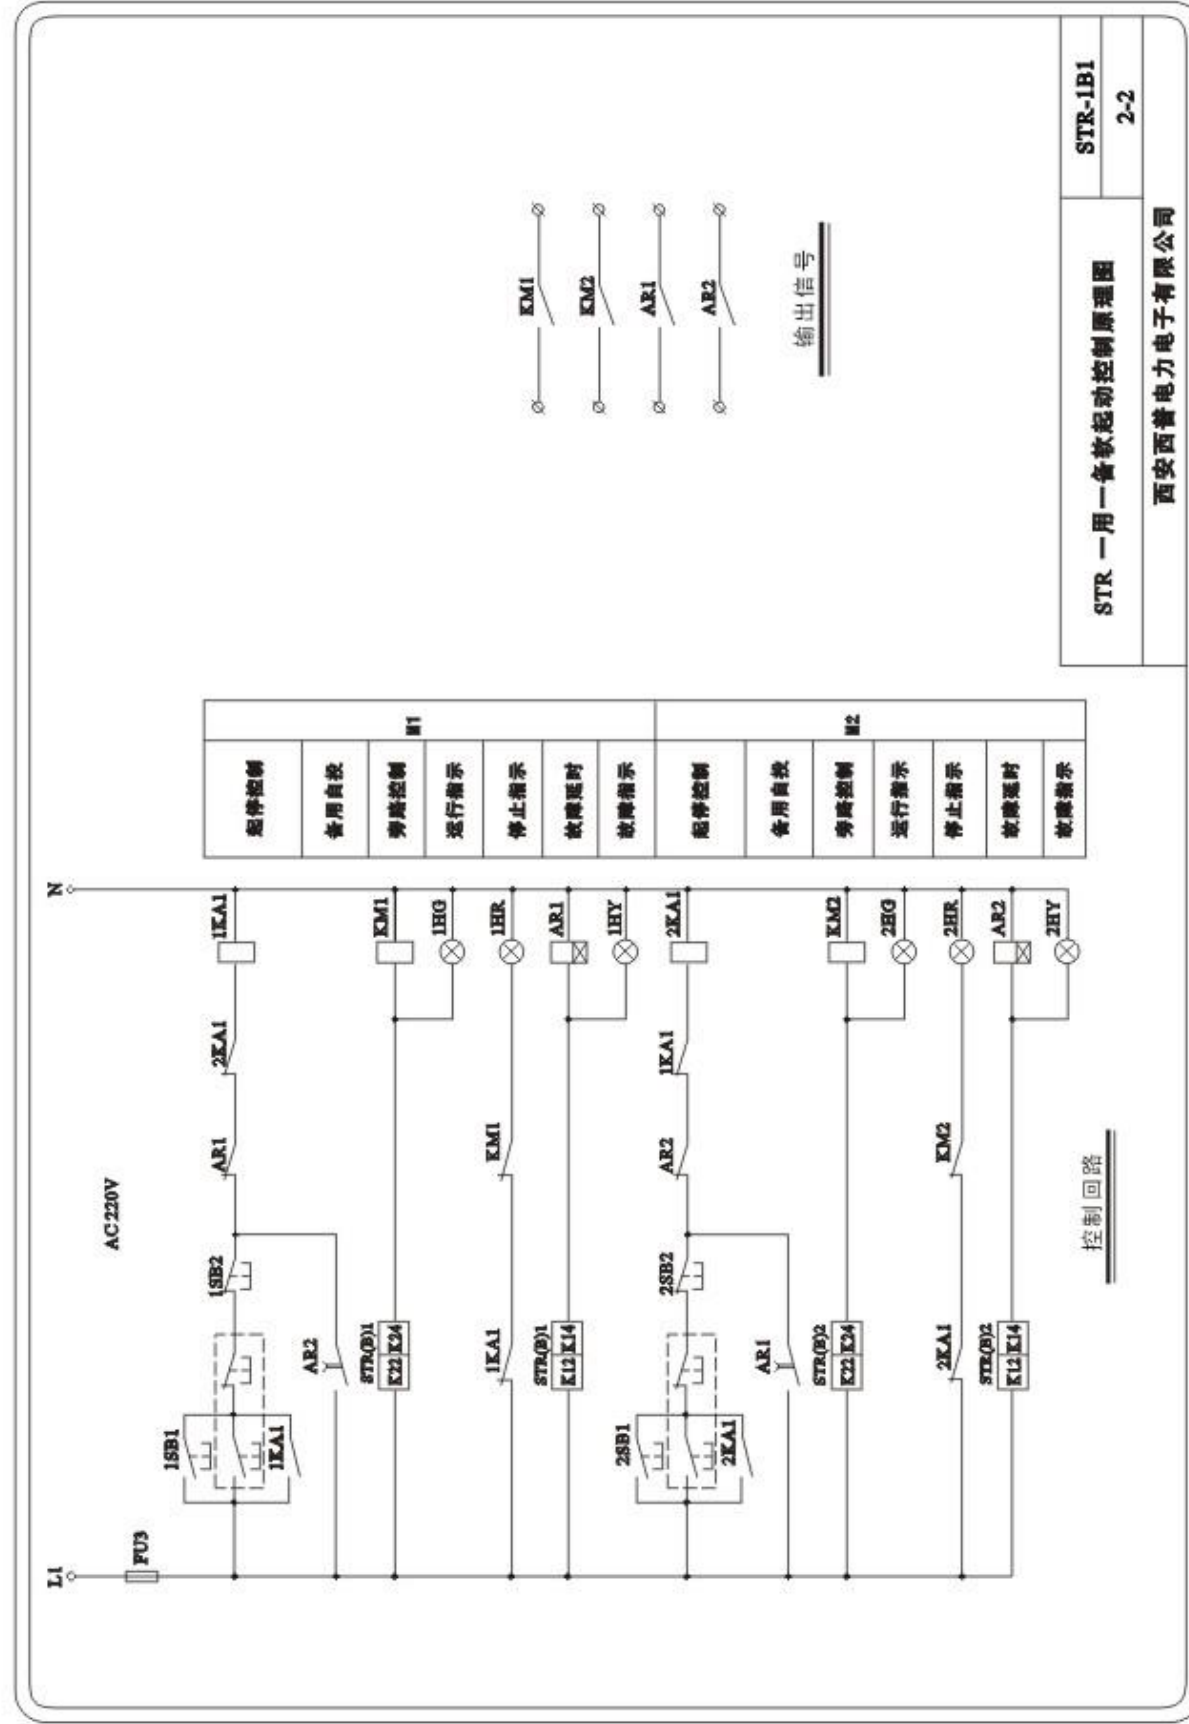 L1
N
FU3
AC220V
1SB1
1KA1
1SB2
AR1
2KA1
1KA1
AR2
STR(B)1
K22 K24
KM1
1HG
1KA1
KM1
1HR
STR(B)1
K12 K14
AR1
1HY
2SB1
2KA1
2SB2
AR2
1KA1
2KA1
AR1
STR(B)2
K22 K24
KM2
2HG
2KA1
KM2
2HR
STR(B)2
K12 K14
AR2
2HY
控制回路
起停控制
备用自投
旁路控制
运行指示
停止指示
故障延时
故障指示
M1
起停控制
备用自投
旁路控制
运行指示
停止指示
故障延时
故障指示
M2
KM1
KM2
AR1
AR2
输出信号
STR 一用一备软起动控制原理图
STR-1B1
2-2
西安西普电力电子有限公司